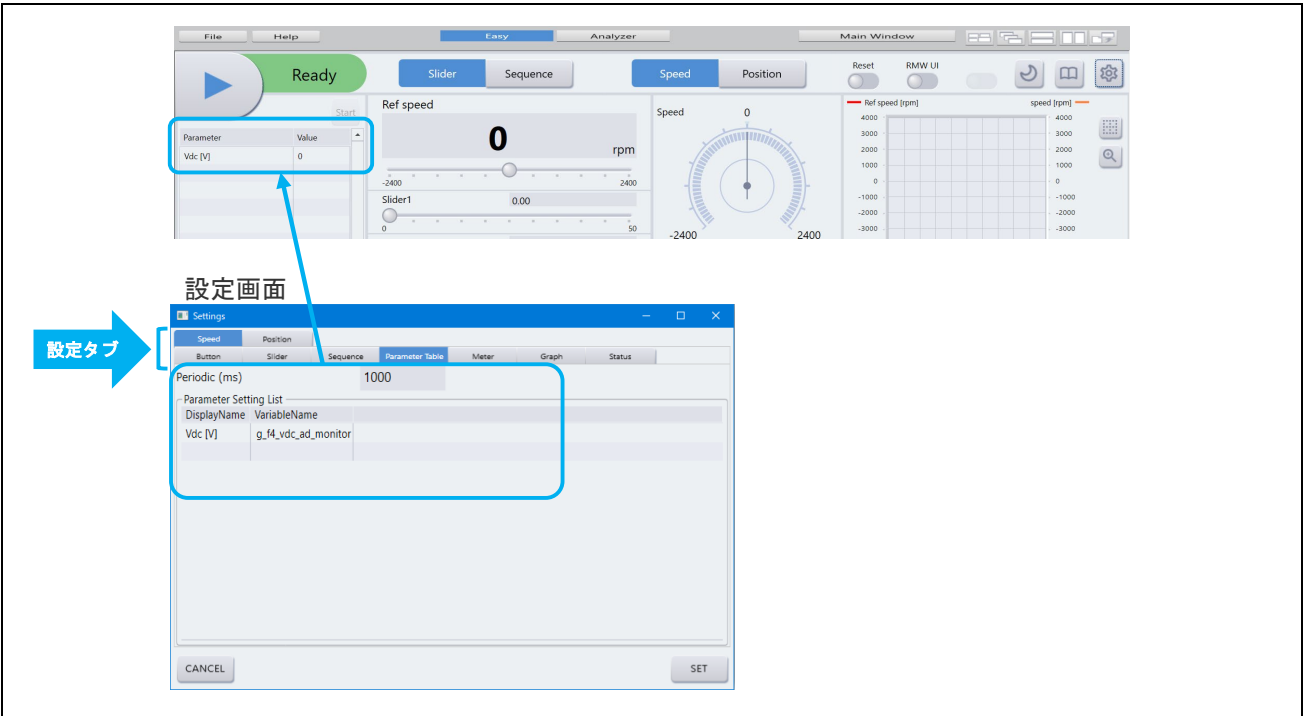 File Help Easy Analyzer Main Window
Ready Slider Sequence Speed Position Reset RMW UI
Start
Parameter Value
Vdc [V] 0
Ref speed
0 rpm
-2400 2400
Slider1 0.00
0 50
Speed 0
-2400 2400
Ref speed [rpm] speed [rpm]
4000 4000
3000 3000
2000 2000
1000 1000
0 0
-1000 -1000
-2000 -2000
-3000 -3000
設定画面
設定タブ
Settings
Speed Position
Button Slider Sequence Parameter Table Meter Graph Status
Periodic (ms) 1000
Parameter Setting List
DisplayName VariableName
Vdc [V] g_f4_vdc_ad_monitor
CANCEL SET